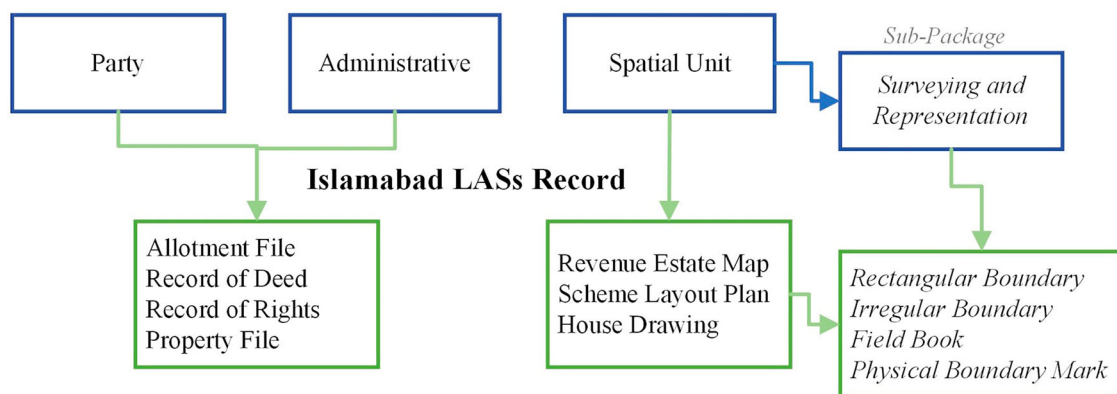 Party
Administrative
Spatial Unit
Sub-Package
Surveying and
Representation
Islamabad LASs Record
Allotment File
Record of Deed
Record of Rights
Property File
Revenue Estate Map
Scheme Layout Plan
House Drawing
Rectangular Boundary
Irregular Boundary
Field Book
Physical Boundary Mark